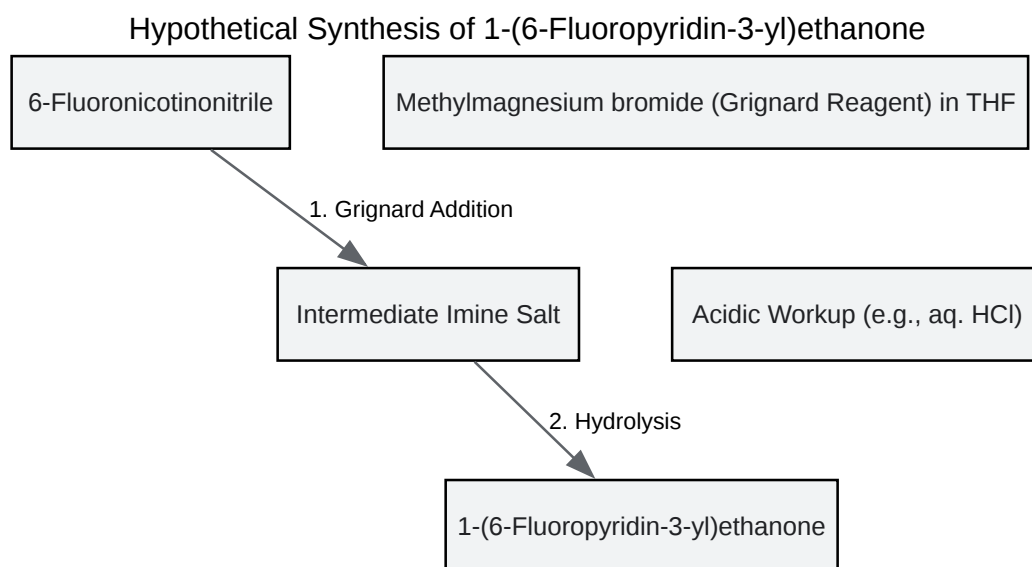 Hypothetical Synthesis of 1-(6-Fluoropyridin-3-yl)ethanone
6-Fluoronicotinonitrile
Methylmagnesium bromide (Grignard Reagent) in THF
1. Grignard Addition
Intermediate Imine Salt
Acidic Workup (e.g., aq. HCl)
2. Hydrolysis
1-(6-Fluoropyridin-3-yl)ethanone